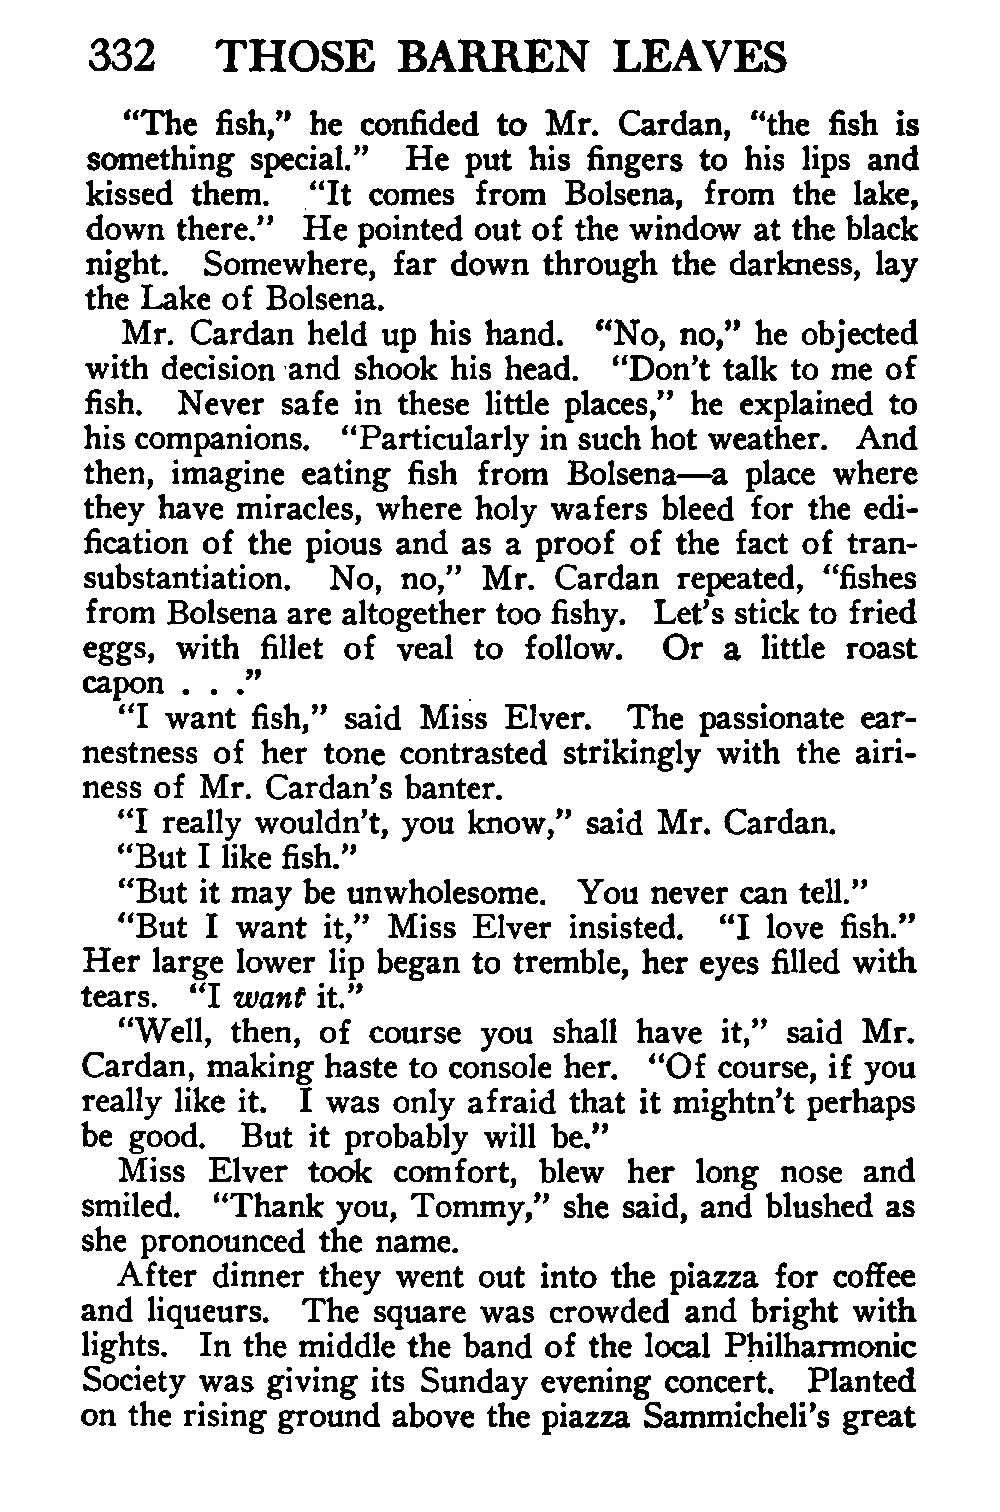 332 THOSE BARREN LEAVES
“The fish,” he confided to Mr. Cardan, “the fish is
something special.” He put his fingers to his lips and
kissed them. “It comes from Bolsena, from the lake,
down there.” He pointed out of the window at the black
night. Somewhere, far down through the darkness, lay
the Lake of Bolsena.
Mr. Cardan held up his hand. “No, no,” he objected
with decision and shook his head. “Don’t talk to me of
fish. Never safe in these little places,” he explained to
his companions. “Particularly in such hot weather. And
then, imagine eating fish from Bolsena—a place where
they have miracles, where holy wafers bleed for the edi-
fication of the pious and as a proof of the fact of tran-
substantiation. No, no,” Mr. Cardan repeated, “fishes
from Bolsena are altogether too fishy. Let’s stick to fried
eggs, with fillet of veal to follow. Or a little roast
capon . . .”
“I want fish,” said Miss Elver. The passionate ear-
nestness of her tone contrasted strikingly with the airi-
ness of Mr. Cardan’s banter.
“I really wouldn’t, you know,” said Mr. Cardan.
“But I like fish.”
“But it may be unwholesome. You never can tell.”
“But I want it,” Miss Elver insisted. “I love fish.”
Her large lower lip began to tremble, her eyes filled with
tears. “I want it.”
“Well, then, of course you shall have it,” said Mr.
Cardan, making haste to console her. “Of course, if you
really like it. I was only afraid that it mightn’t perhaps
be good. But it probably will be.”
Miss Elver took comfort, blew her long nose and
smiled. “Thank you, Tommy,” she said, and blushed as
she pronounced the name.
After dinner they went out into the piazza for coffee
and liqueurs. The square was crowded and bright with
lights. In the middle the band of the local Philharmonic
Society was giving its Sunday evening concert. Planted
on the rising ground above the piazza Sammicheli’s great